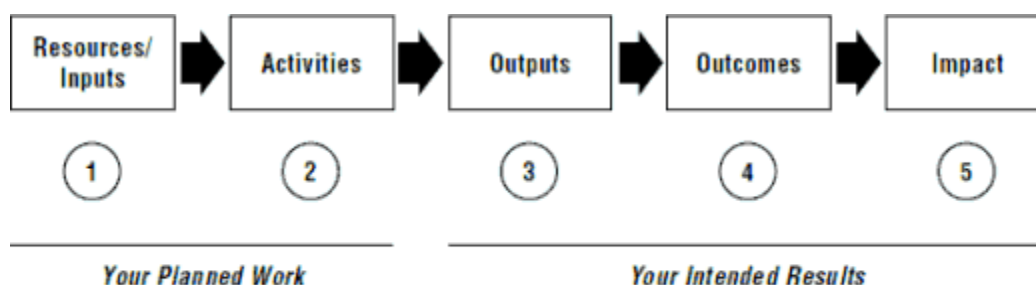 Resources/
Inputs
Activities
Outputs
Outcomes
Impact
1
2
3
4
5
Your Planned Work
Your Intended Results